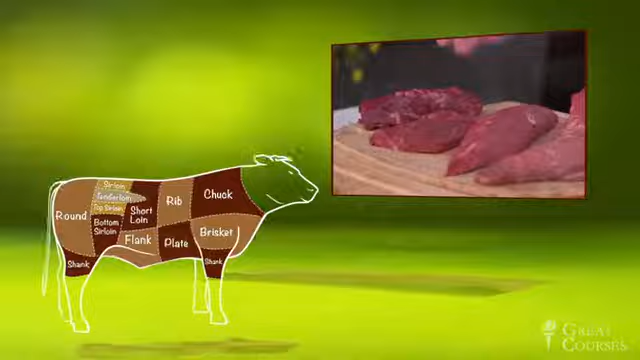 Sirloin
Tenderloin
Top Sirloin
Round
Bottom
Sirloin
Short
Loin
Rib
Chuck
Flank
Plate
Brisket
Shank
Shank
GREAT
COURSES